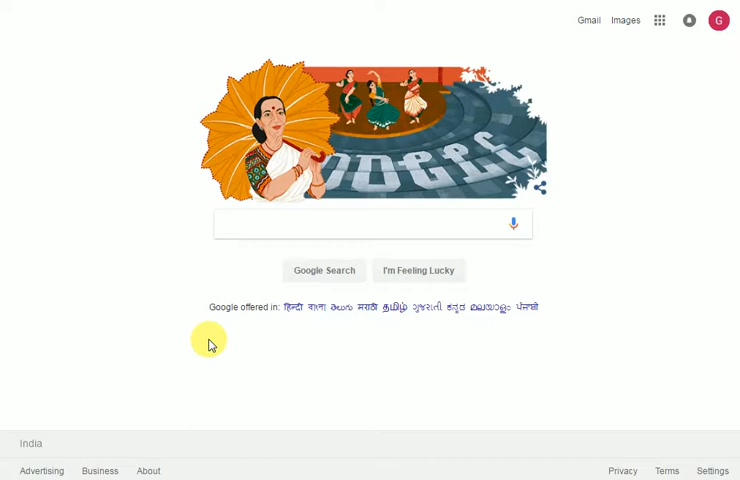 Gmail Images G
GOOGLE
Google Search I'm Feeling Lucky
Google offered in: हिन्दी বাংলা తెలుగు मराठी தமிழ் ગુજરાતી ಕನ್ನಡ മലയാളം ਪੰਜਾਬੀ
India
Advertising Business About Privacy Terms Settings